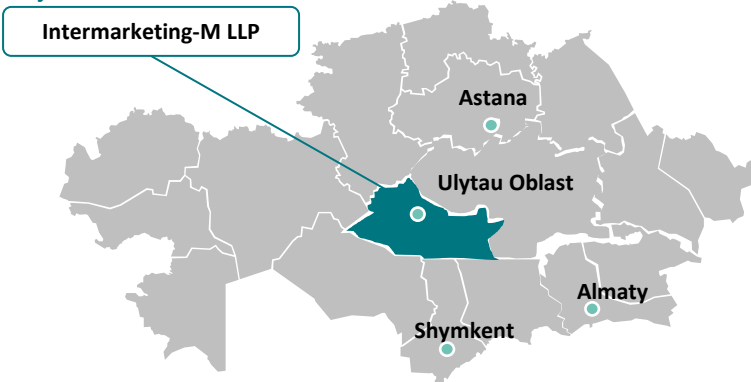 Intermarketing-M LLP
Astana
Ulytau Oblast
Almaty
Shymkent